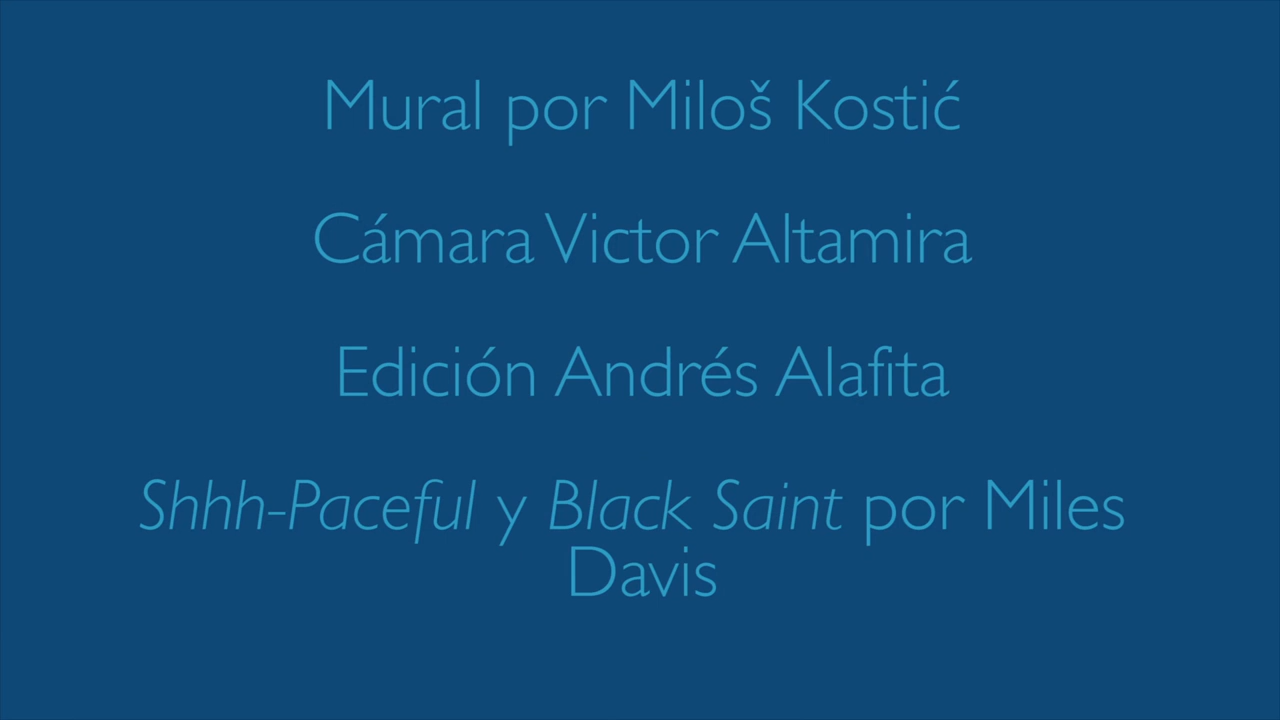 Mural por Miloš Kostić
Cámara Victor Altamira
Edición Andrés Alafita
Shhh-Paceful y Black Saint por Miles
Davis